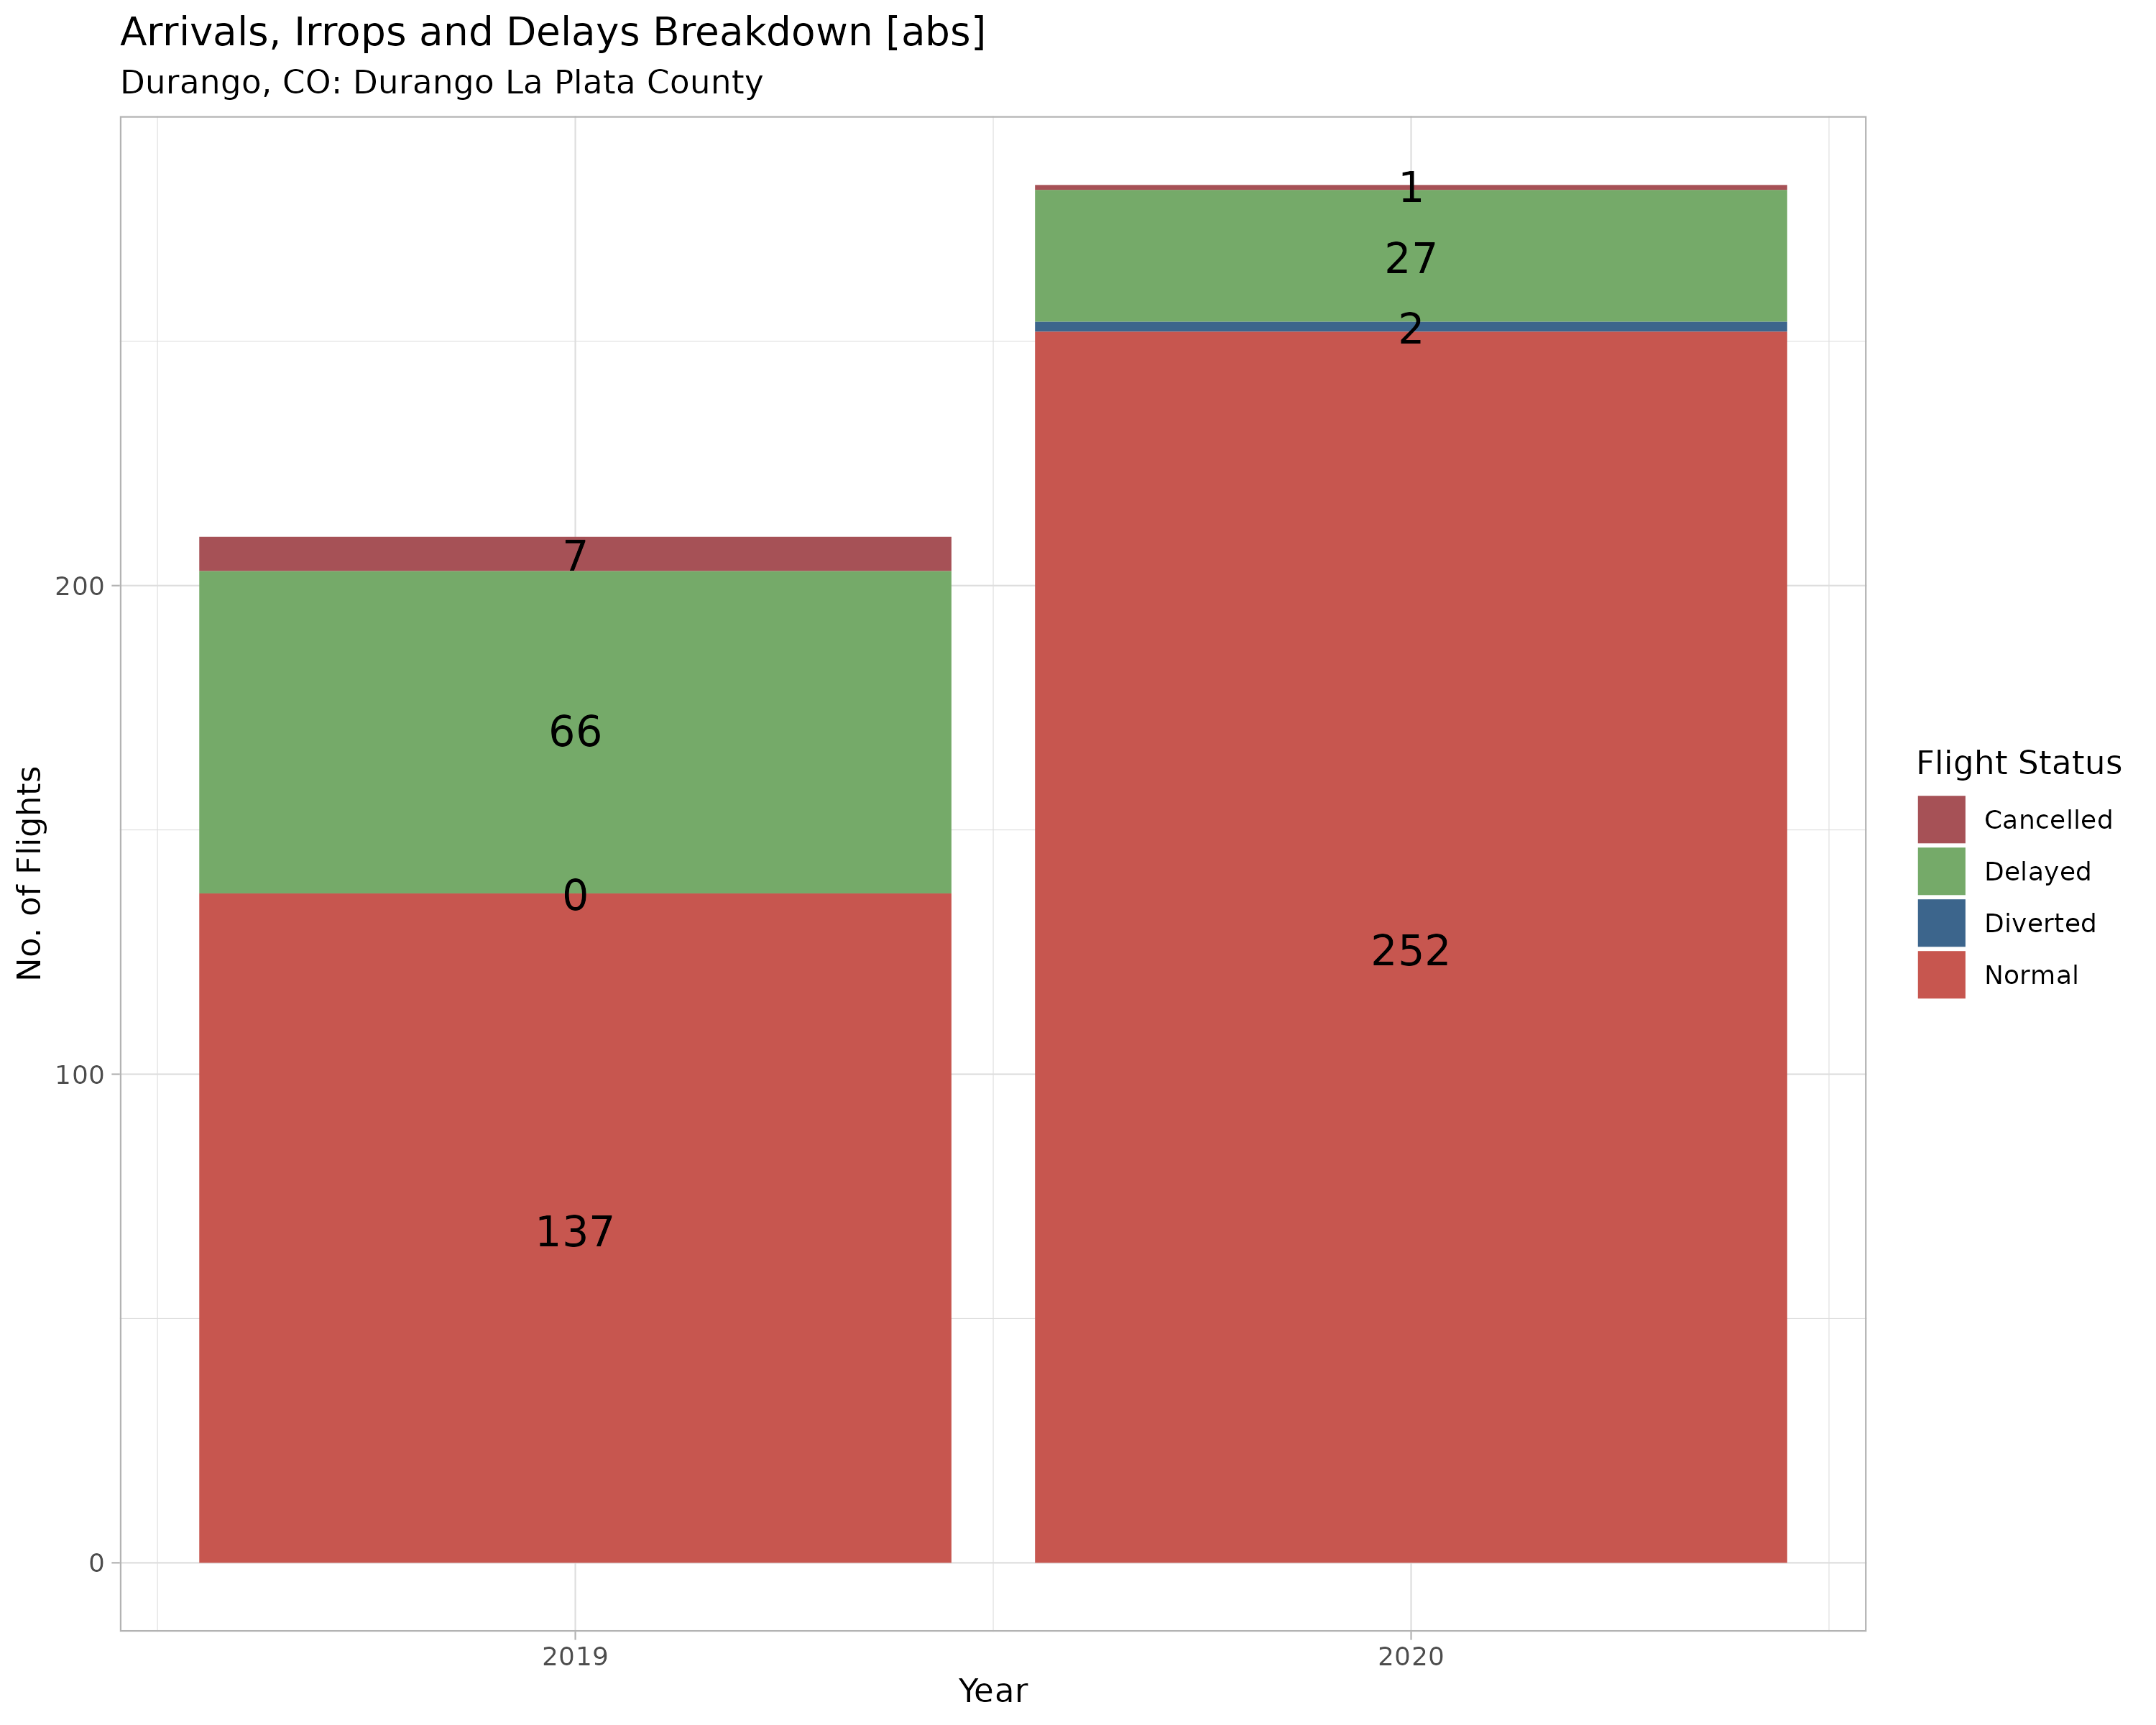 Arrivals, Irrops and Delays Breakdown [abs]
Durango, CO: Durango La Plata County
No. of Flights
200
100
0
7
66
0
137
1
27
2
252
2019
2020
Year
Flight Status
Cancelled
Delayed
Diverted
Normal